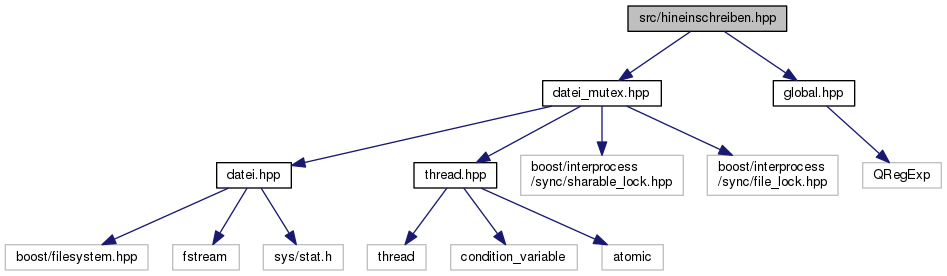 src/hineinschreiben.hpp
datei_mutex.hpp
global.hpp
datei.hpp
thread.hpp
boost/interprocess
/sync/sharable_lock.hpp
boost/interprocess
/sync/file_lock.hpp
QRegExp
boost/filesystem.hpp
fstream
sys/stat.h
thread
condition_variable
atomic